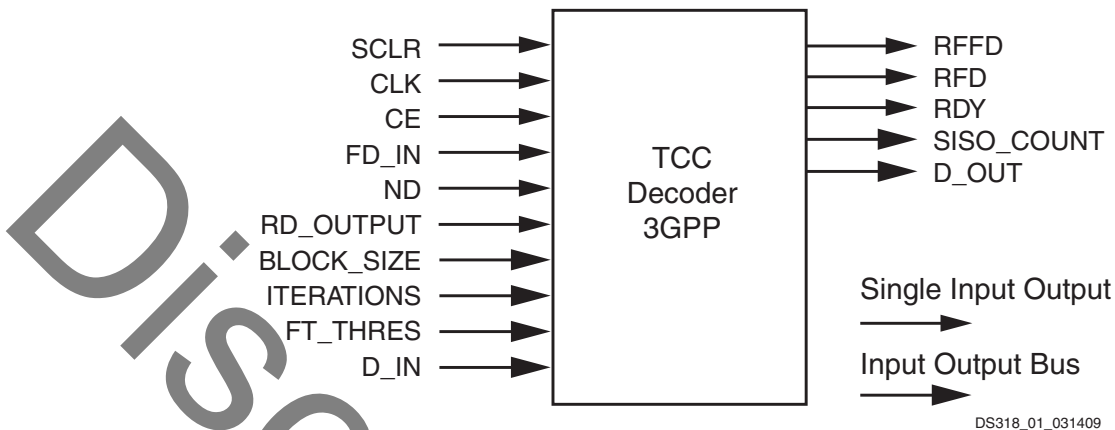 SCLR
CLK
CE
FD_IN
ND
RD_OUTPUT
BLOCK_SIZE
ITERATIONS
FT_THRES
D_IN
TCC
Decoder
3GPP
RFFD
RFD
RDY
SISO_COUNT
D_OUT
Single Input Output
Input Output Bus
DS318_01_031409